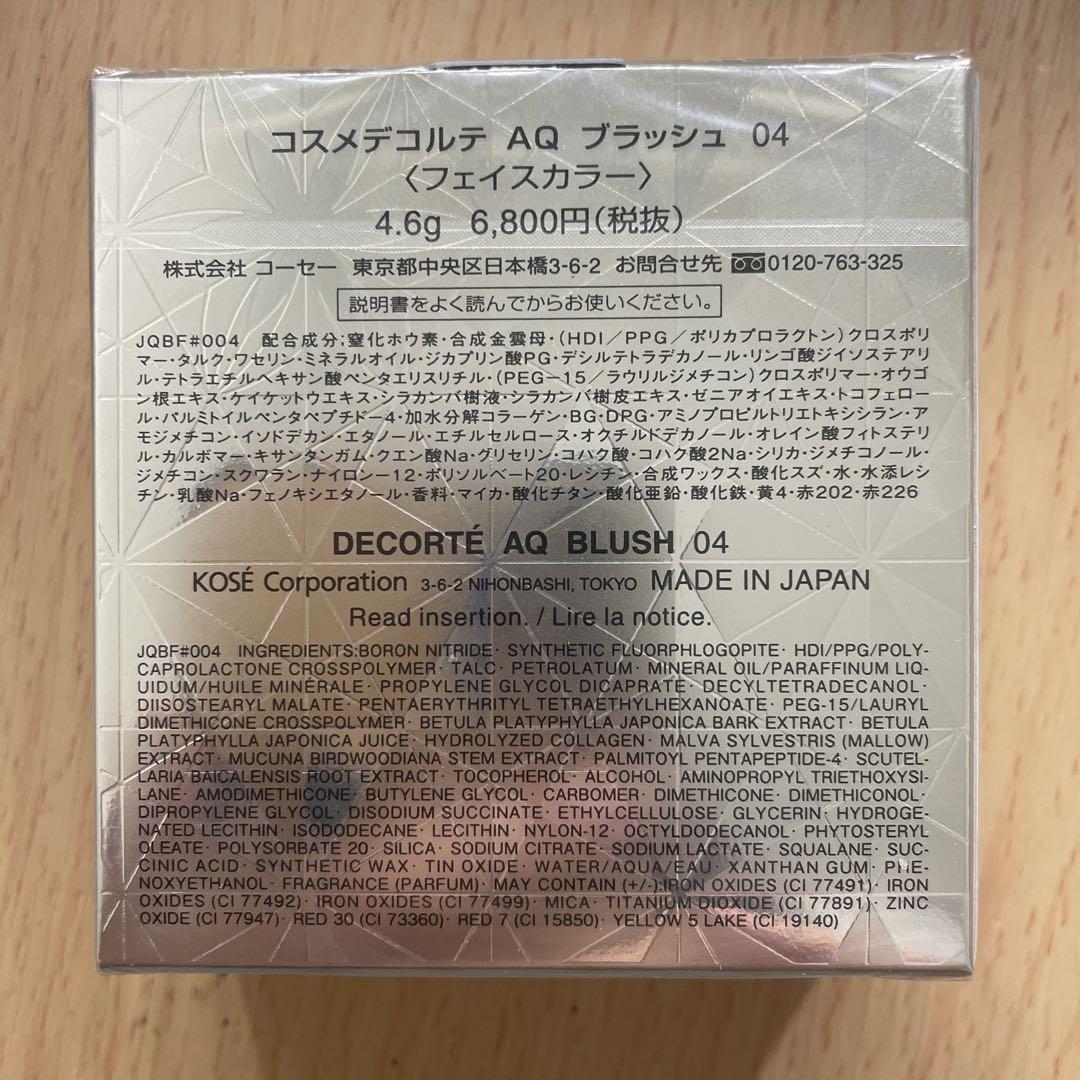 コスメデコルテ AQ ブラッシュ 04
〈フェイスカラー〉
4.6g 6,800円(税抜)
株式会社 コーセー 東京都中央区日本橋3-6-2 お問合せ先 0120-763-325
説明書をよく読んでからお使いください。
JQBF#004 配合成分;窒化ホウ素・合成金雲母・(HDI/PPG/ポリカプロラクトン)クロスポリ
マー・タルク・ワセリン・ミネラルオイル・ジカプリン酸PG・デシルテトラデカノール・リンゴ酸ジイソステアリ
ル・テトラエチルヘキサン酸ペンタエリスリチル・(PEG-15/ラウリルジメチコン)クロスポリマー・オウゴ
ン根エキス・ケイケットウエキス・シラカンバ樹液・シラカンバ樹皮エキス・ゼニアオイエキス・トコフェロー
ル・パルミトイルペンタペプチド-4・加水分解コラーゲン・BG・DPG・アミノプロピルトリエトキシシラン・ア
モジメチコン・イソドデカン・エタノール・エチルセルロース・オクチルドデカノール・オレイン酸フィトステリ
ル・カルボマー・キサンタンガム・クエン酸Na・グリセリン・コハク酸・コハク酸2Na・シリカ・ジメチコノール・
ジメチコン・スクワラン・ナイロン-12・ポリソルベート20・レシチン・合成ワックス・酸化スズ・水・水添レシ
チン・乳酸Na・フェノキシエタノール・香料・マイカ・酸化チタン・酸化亜鉛・酸化鉄・黄4・赤202・赤226
DECORTÉ AQ BLUSH 04
KOSÉ Corporation 3-6-2 NIHONBASHI, TOKYO MADE IN JAPAN
Read insertion. / Lire la notice.
JQBF#004 INGREDIENTS:BORON NITRIDE· SYNTHETIC FLUORPHLOGOPITE· HDI/PPG/POLY-
CAPROLACTONE CROSSPOLYMER· TALC· PETROLATUM· MINERAL OIL/PARAFFINUM LIQ-
UIDUM/HUILE MINÉRALE· PROPYLENE GLYCOL DICAPRATE· DECYLTETRADECANOL·
DIISOSTEARYL MALATE· PENTAERYTHRITYL TETRAETHYLHEXANOATE· PEG-15/LAURYL
DIMETHICONE CROSSPOLYMER· BETULA PLATYPHYLLA JAPONICA BARK EXTRACT· BETULA
PLATYPHYLLA JAPONICA JUICE· HYDROLYZED COLLAGEN· MALVA SYLVESTRIS (MALLOW)
EXTRACT· MUCUNA BIRDWOODIANA STEM EXTRACT· PALMITOYL PENTAPEPTIDE-4· SCUTEL-
LARIA BAICALENSIS ROOT EXTRACT· TOCOPHEROL· ALCOHOL· AMINOPROPYL TRIETHOXYSI-
LANE· AMODIMETHICONE· BUTYLENE GLYCOL· CARBOMER· DIMETHICONE· DIMETHICONOL·
DIPROPYLENE GLYCOL· DISODIUM SUCCINATE· ETHYLCELLULOSE· GLYCERIN· HYDROGE-
NATED LECITHIN· ISODODECANE· LECITHIN· NYLON-12· OCTYLDODECANOL· PHYTOSTERYL
OLEATE· POLYSORBATE 20· SILICA· SODIUM CITRATE· SODIUM LACTATE· SQUALANE· SUC-
CINIC ACID· SYNTHETIC WAX· TIN OXIDE· WATER/AQUA/EAU· XANTHAN GUM· PHE-
NOXYETHANOL· FRAGRANCE (PARFUM)· MAY CONTAIN (+/-):IRON OXIDES (CI 77491)· IRON
OXIDES (CI 77492)· IRON OXIDES (CI 77499)· MICA· TITANIUM DIOXIDE (CI 77891)· ZINC
OXIDE (CI 77947)· RED 30 (CI 73360)· RED 7 (CI 15850)· YELLOW 5 LAKE (CI 19140)